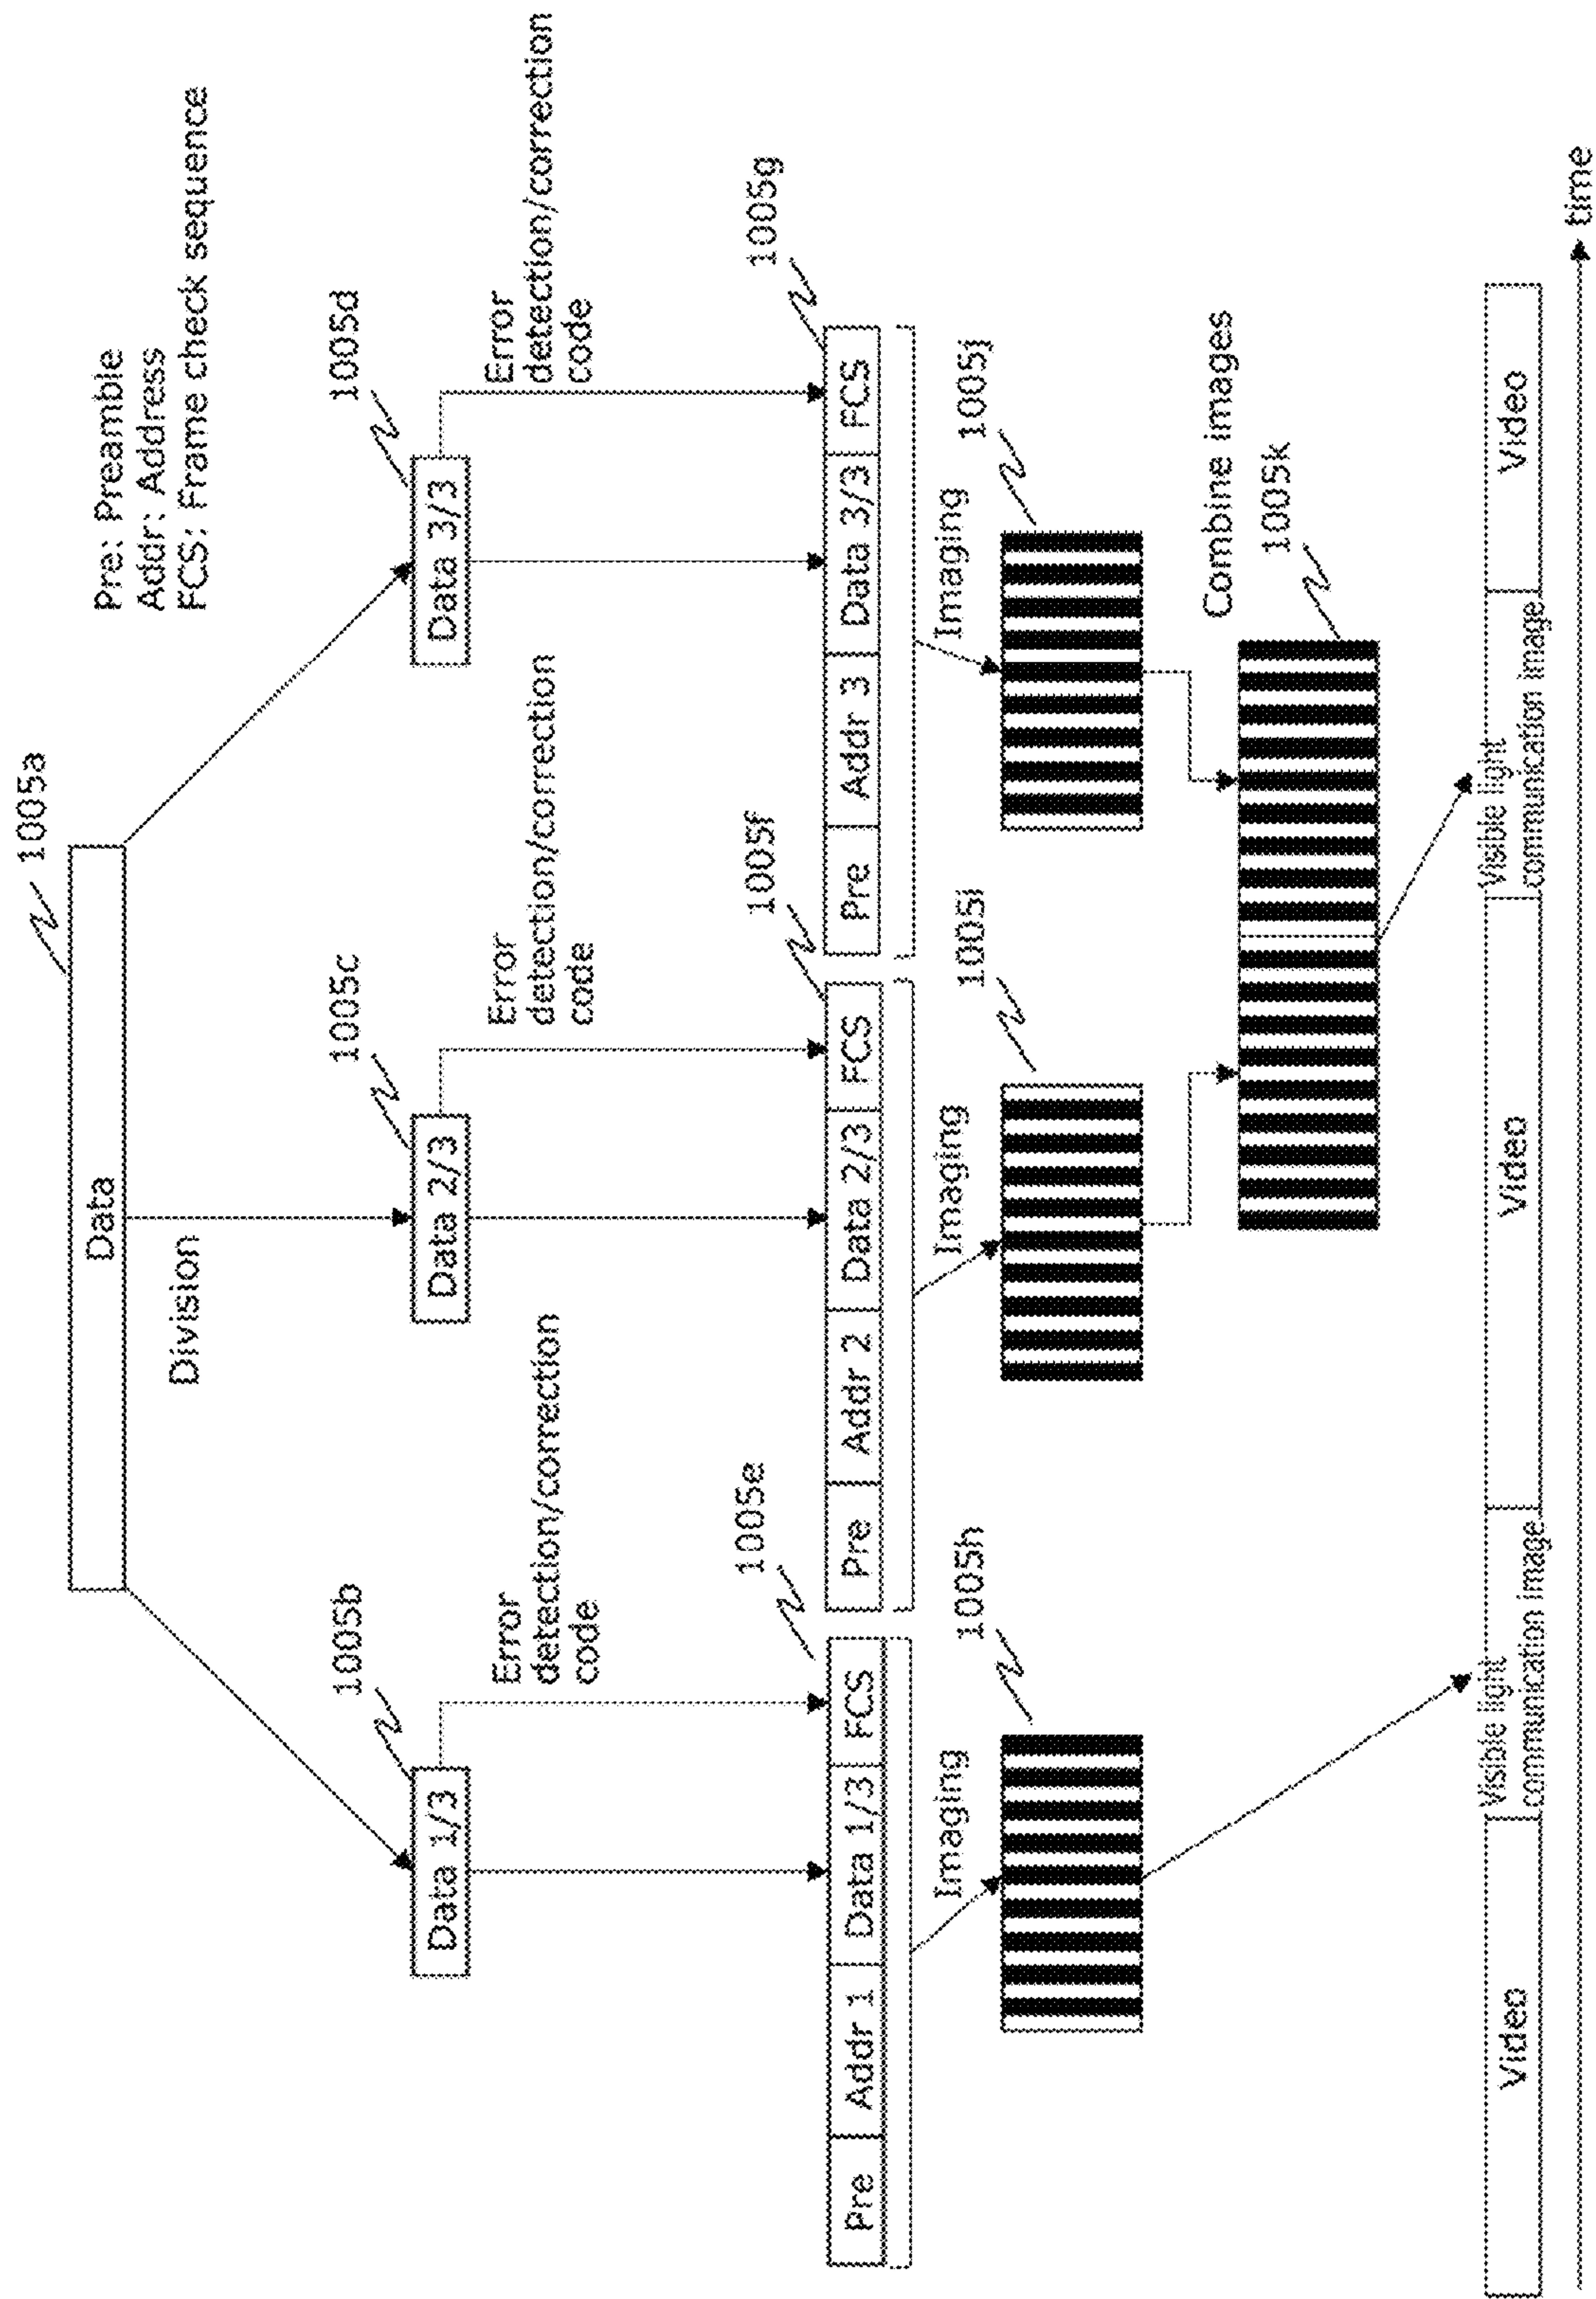 1005a
Data
Pre: Preamble
Addr: Address
FCS: Frame check sequence
Division
1005b
1005c
1005d
Data 1/3
Data 2/3
Data 3/3
Error
detection/correction
code
Error
detection/correction
code
Error
detection/correction
code
1005e
1005f
1005g
Pre Addr 1 Data 1/3 FCS
Pre Addr 2 Data 2/3 FCS
Pre Addr 3 Data 3/3 FCS
Imaging
Imaging
Imaging
1005h
1005i
1005j
Combine images
1005k
Video
Visible light
communication image
Video
Visible light
communication image
Video
time